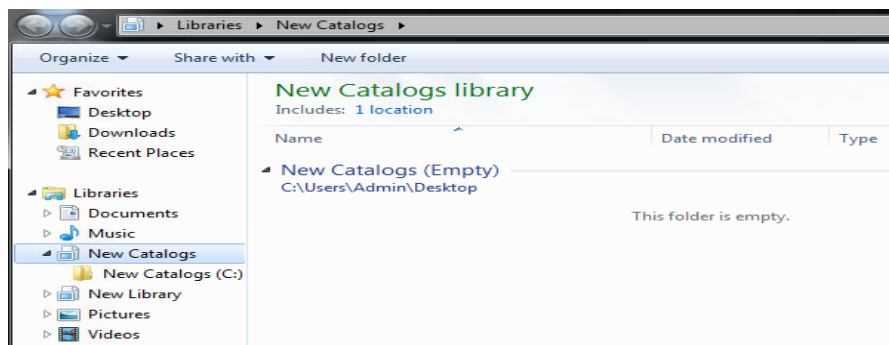 Libraries New Catalogs
Organize Share with New folder
Favorites
Desktop
Downloads
Recent Places
Libraries
Documents
Music
New Catalogs
New Catalogs (C:)
New Library
Pictures
Videos
New Catalogs library
Includes: 1 location
Name Date modified Type
New Catalogs (Empty)
C:\Users\Admin\Desktop
This folder is empty.